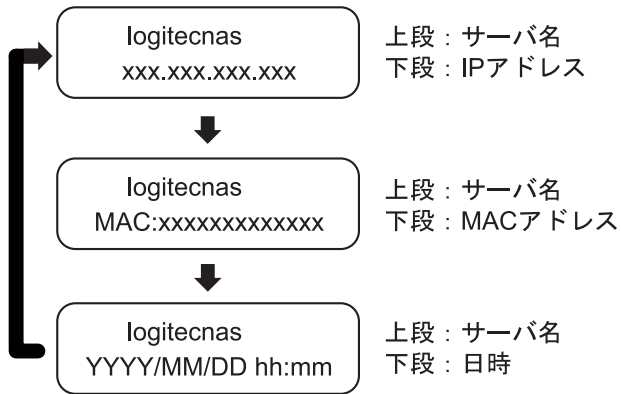 logitecnas
xxx.xxx.xxx.xxx
上段：サーバ名
下段：IPアドレス
logitecnas
MAC:xxxxxxxxxxxxx
上段：サーバ名
下段：MACアドレス
logitecnas
YYYY/MM/DD hh:mm
上段：サーバ名
下段：日時